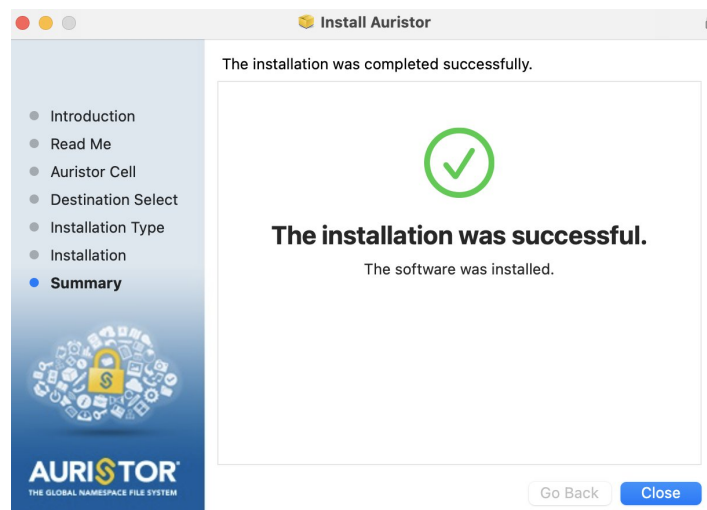 Install Auristor
The installation was completed successfully.
Introduction
Read Me
Auristor Cell
Destination Select
Installation Type
Installation
Summary
The installation was successful.
The software was installed.
AURISTOR
THE GLOBAL NAMESPACE FILE SYSTEM
Go Back
Close